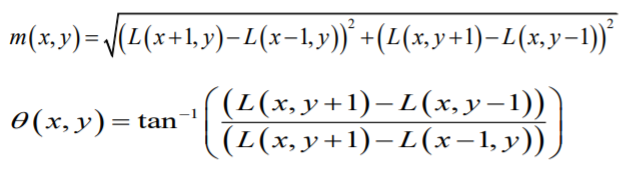 m(x,y)=√((L(x+1,y)−L(x−1,y))²+(L(x,y+1)−L(x,y−1))²)
θ(x,y)=tan⁻¹((L(x,y+1)−L(x,y−1))/(L(x,y+1)−L(x−1,y)))